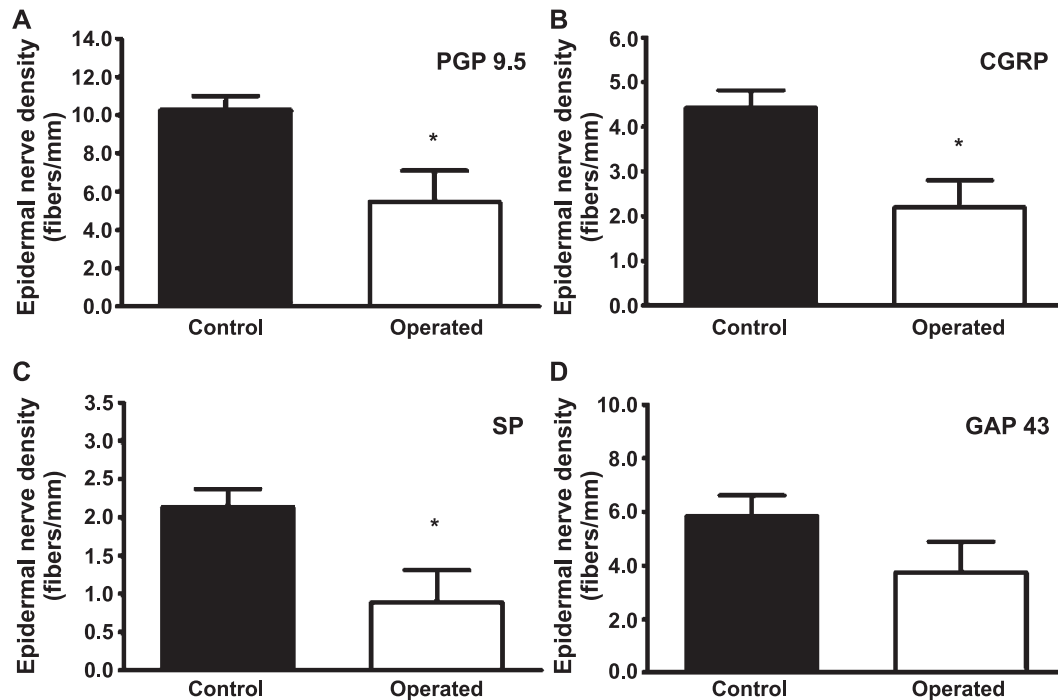 A
Epidermal nerve density
(fibers/mm)
14.0
12.0
10.0
8.0
6.0
4.0
2.0
0.0
PGP 9.5
*
Control
Operated
B
Epidermal nerve density
(fibers/mm)
6.0
5.0
4.0
3.0
2.0
1.0
0.0
CGRP
*
Control
Operated
C
Epidermal nerve density
(fibers/mm)
3.5
3.0
2.5
2.0
1.5
1.0
0.5
0.0
SP
*
Control
Operated
D
Epidermal nerve density
(fibers/mm)
10.0
8.0
6.0
4.0
2.0
0.0
GAP 43
Control
Operated